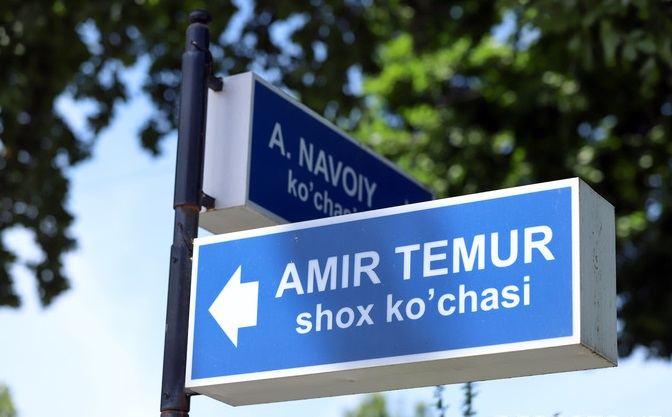 A. NAVOIY
ko'chasi
AMIR TEMUR
shox ko'chasi